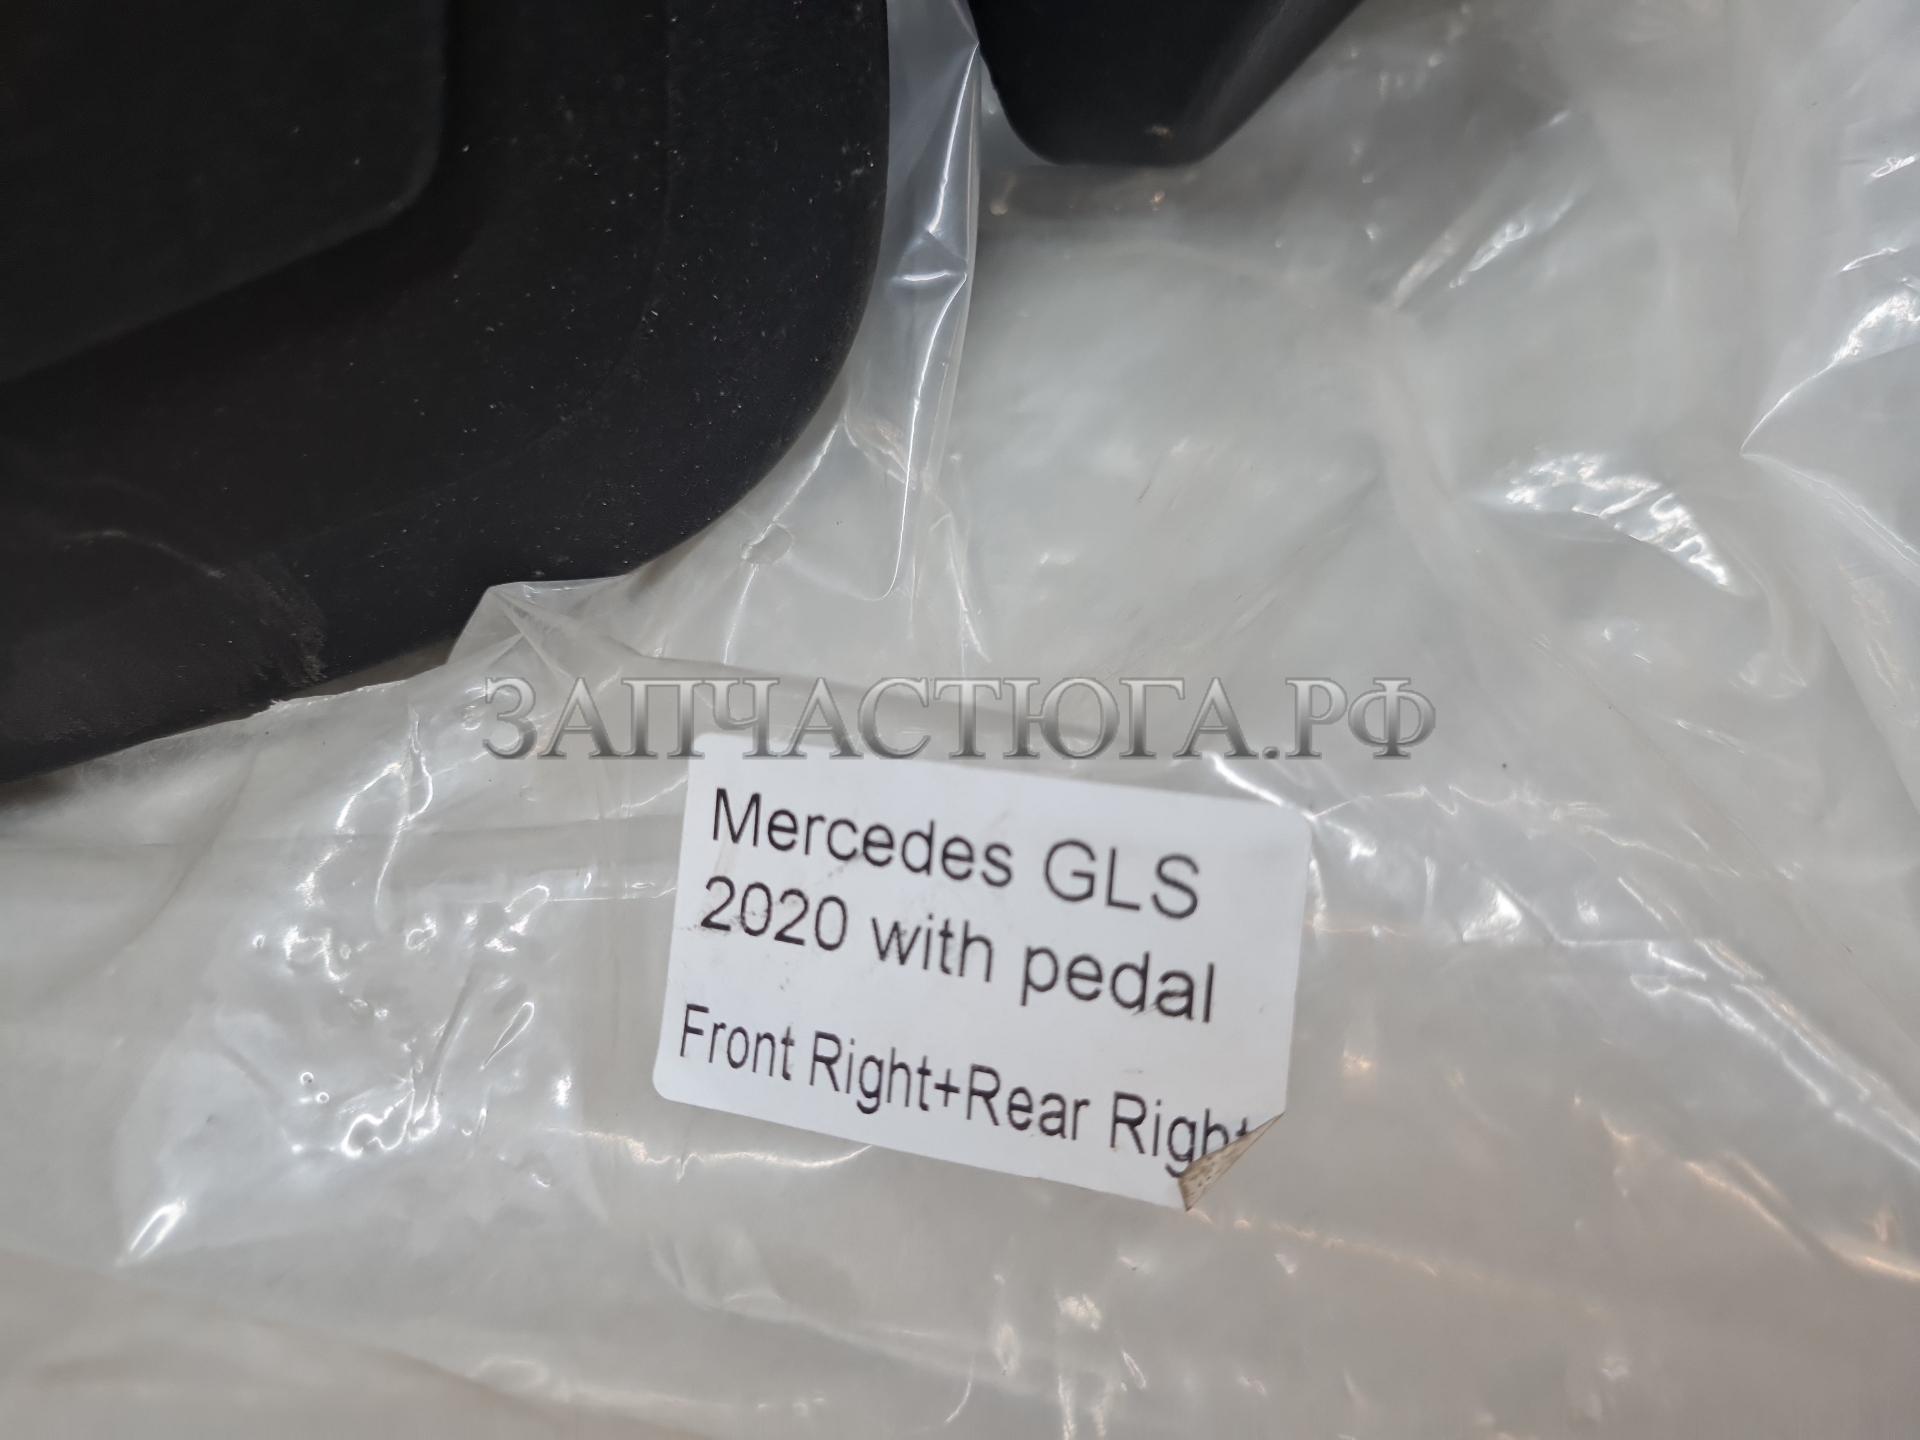 ЗАПЧАСТЮГА.РФ
Mercedes GLS
2020 with pedal
Front Right+Rear Right